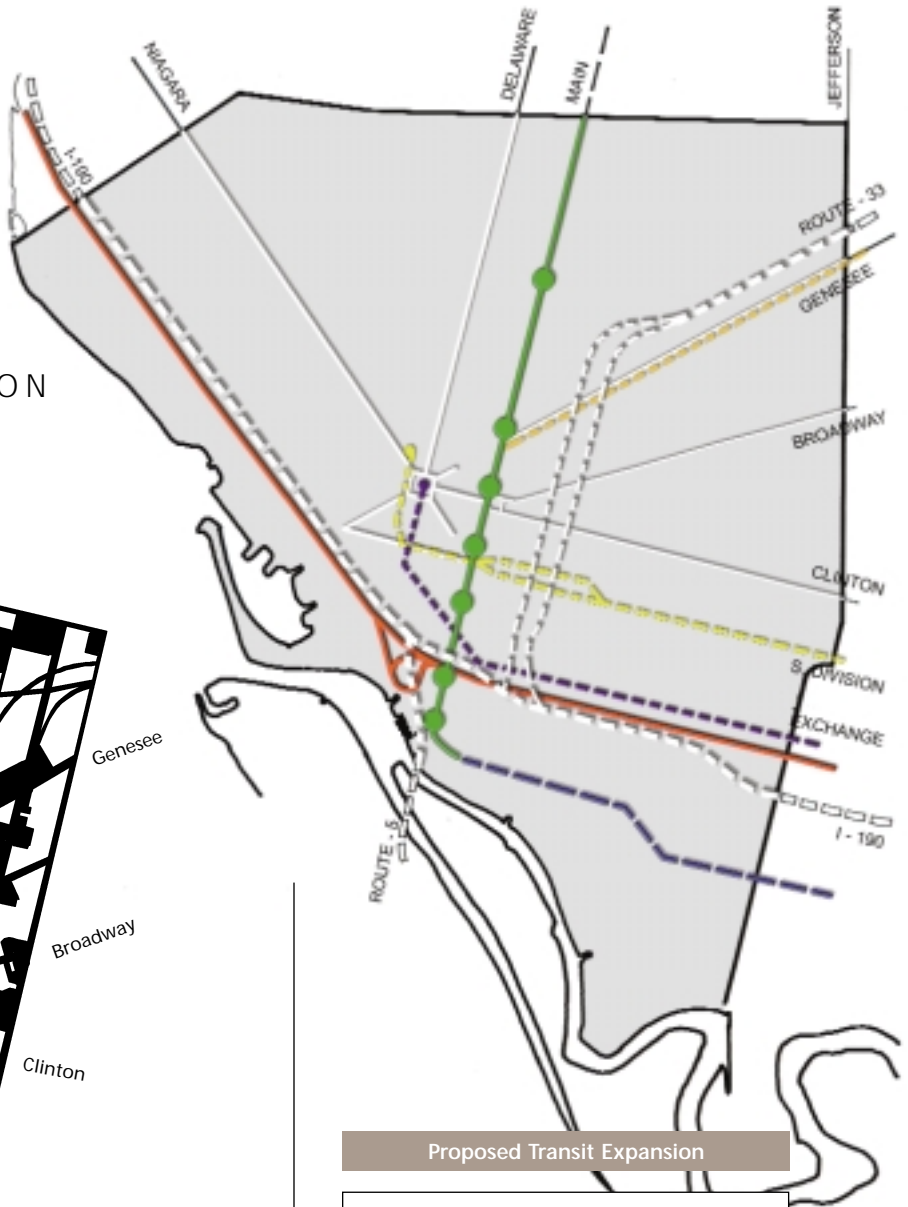 NIAGARA
DELAWARE
MAIN
JEFFERSON
I-190
ROUTE - 33
GENESEE
ON
BROADWAY
CLINTON
S. DIVISION
EXCHANGE
I - 190
ROUTE - 5
Genesee
Broadway
Clinton
Proposed Transit Expansion